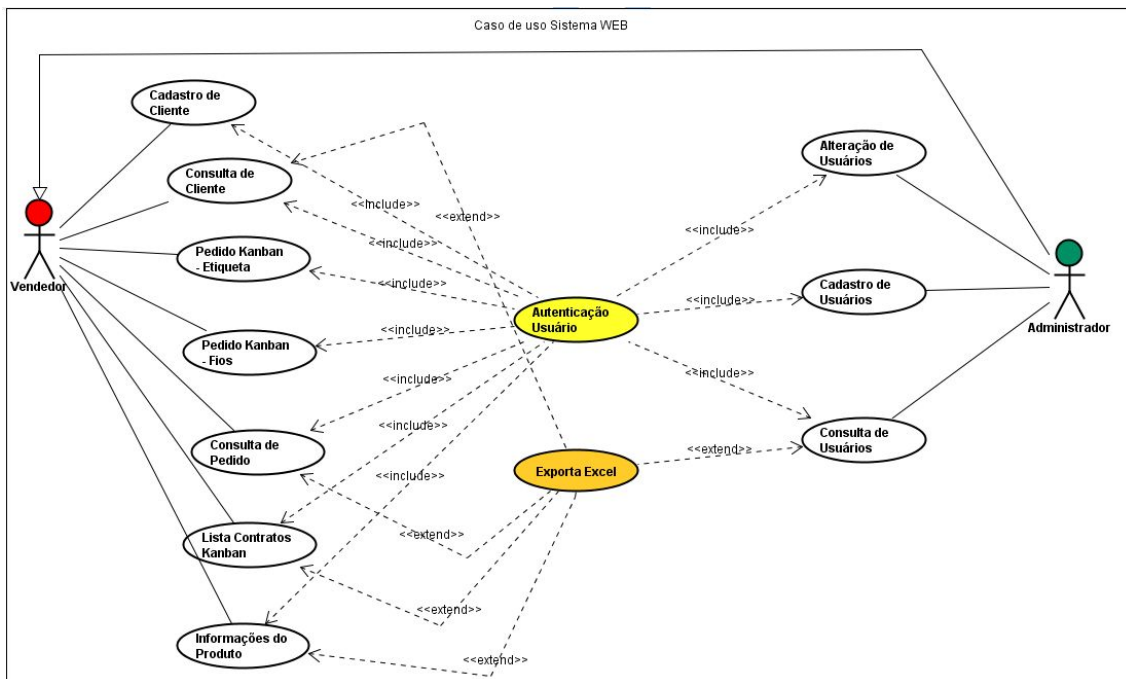 Caso de uso Sistema WEB
Cadastro de
Cliente
Consulta de
Cliente
Pedido Kanban
- Etiqueta
Vendedor
Pedido Kanban
- Fios
Consulta de
Pedido
Lista Contratos
Kanban
Informações do
Produto
<<include>>
<<extend>>
<<include>>
<<include>>
<<include>>
<<include>>
<<include>>
<<include>>
<<extend>>
<<extend>>
<<extend>>
Autenticação
Usuário
Exporta Excel
<<include>>
<<include>>
<<include>>
<<extend>>
Alteração de
Usuários
Cadastro de
Usuários
Consulta de
Usuários
Administrador